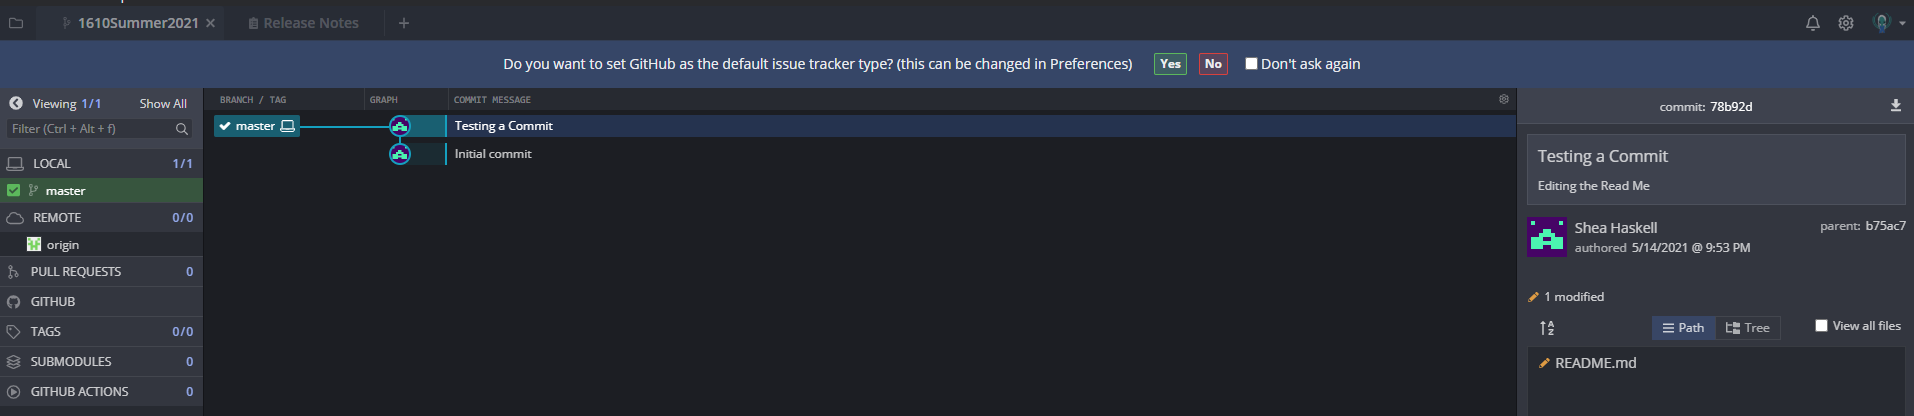 1610Summer2021
Release Notes
Do you want to set GitHub as the default issue tracker type? (this can be changed in Preferences) Yes No Don't ask again
Viewing 1/1 Show All
Filter (Ctrl + Alt + f)
LOCAL 1/1
master
REMOTE 0/0
origin
PULL REQUESTS 0
GITHUB
TAGS 0/0
SUBMODULES 0
GITHUB ACTIONS 0
BRANCH / TAG GRAPH COMMIT MESSAGE
master Testing a Commit
Initial commit
commit: 78b92d
Testing a Commit
Editing the Read Me
Shea Haskell parent: b75ac7
authored 5/14/2021 @ 9:53 PM
1 modified
A Z Path Tree View all files
README.md